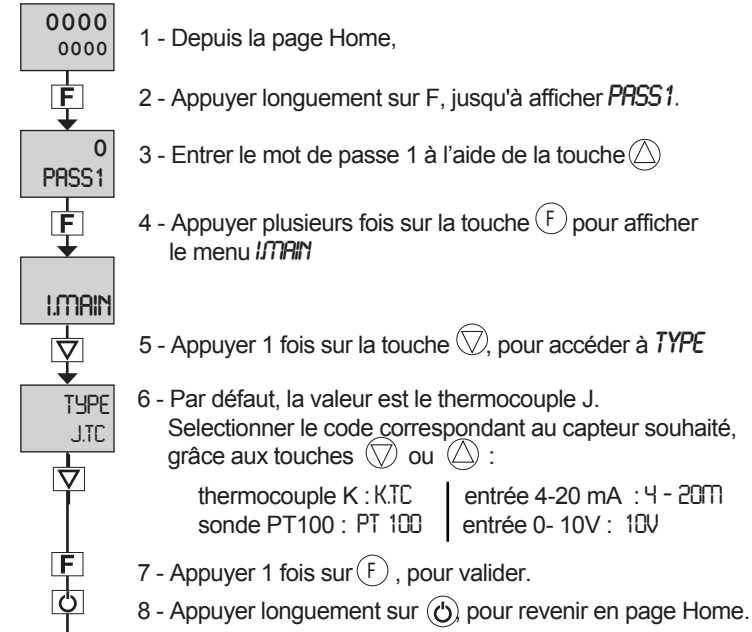 0000
0000
1 - Depuis la page Home,
F
2 - Appuyer longuement sur F, jusqu'à afficher PASS1.
0
PASS1
3 - Entrer le mot de passe 1 à l’aide de la touche
F
4 - Appuyer plusieurs fois sur la touche F pour afficher
le menu I.MAIN
I.MAIN
5 - Appuyer 1 fois sur la touche , pour accéder à TYPE
TYPE
J.TC
6 - Par défaut, la valeur est le thermocouple J.
Selectionner le code correspondant au capteur souhaité,
grâce aux touches ou :
thermocouple K : K.TC
sonde PT100 : PT 100
entrée 4-20 mA : 4 - 20M
entrée 0- 10V : 10V
F
7 - Appuyer 1 fois sur F , pour valider.
8 - Appuyer longuement sur , pour revenir en page Home.